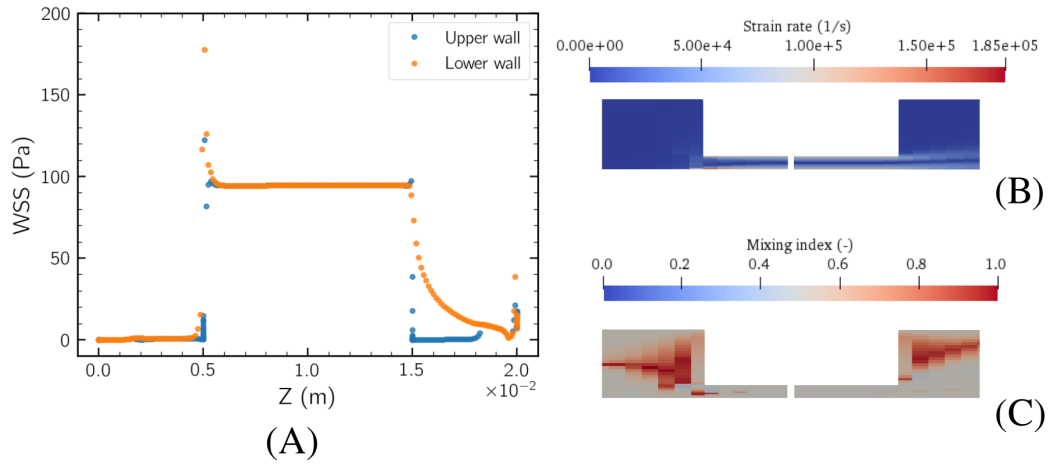 200
150
100
50
0
WSS (Pa)
Upper wall
Lower wall
0.0
0.5
1.0
1.5
2.0
×10⁻²
Z (m)
(A)
Strain rate (1/s)
0.00e+00
5.00e+4
1.00e+5
1.50e+5
1.85e+05
(B)
Mixing index (-)
0.0
0.2
0.4
0.6
0.8
1.0
(C)